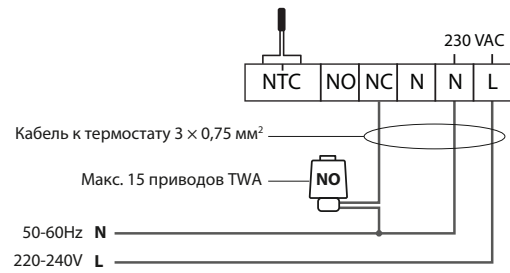 230 VAC
NTC NO NC N N L
Кабель к термостату 3 × 0,75 мм²
Макс. 15 приводов TWA NO
50-60Hz N
220-240V L